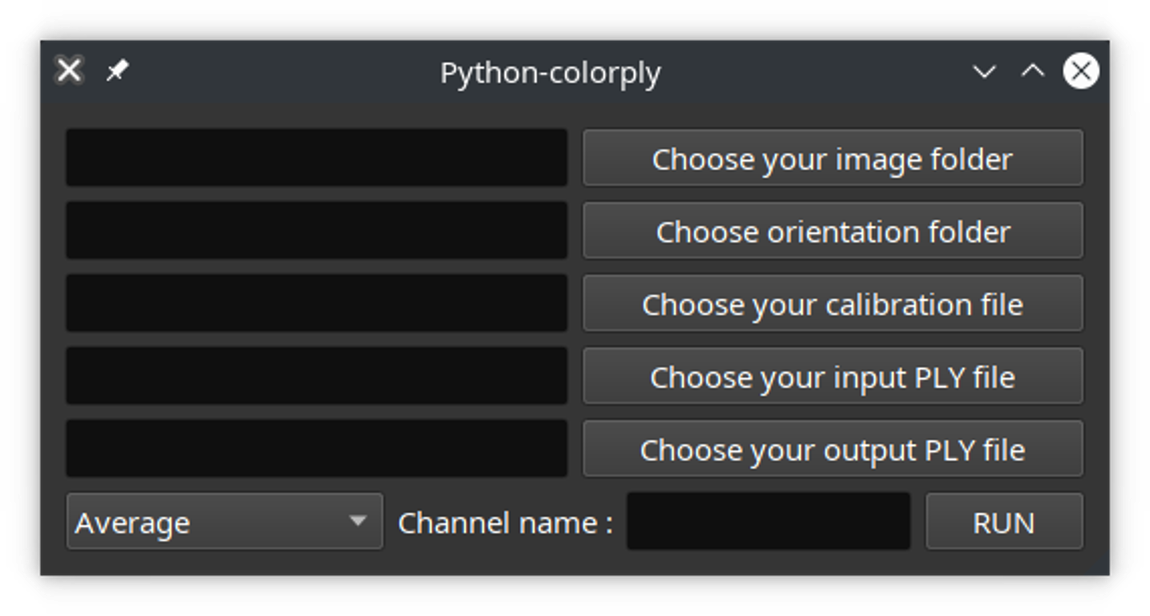 Python-colorply
Choose your image folder
Choose orientation folder
Choose your calibration file
Choose your input PLY file
Choose your output PLY file
Average Channel name : RUN